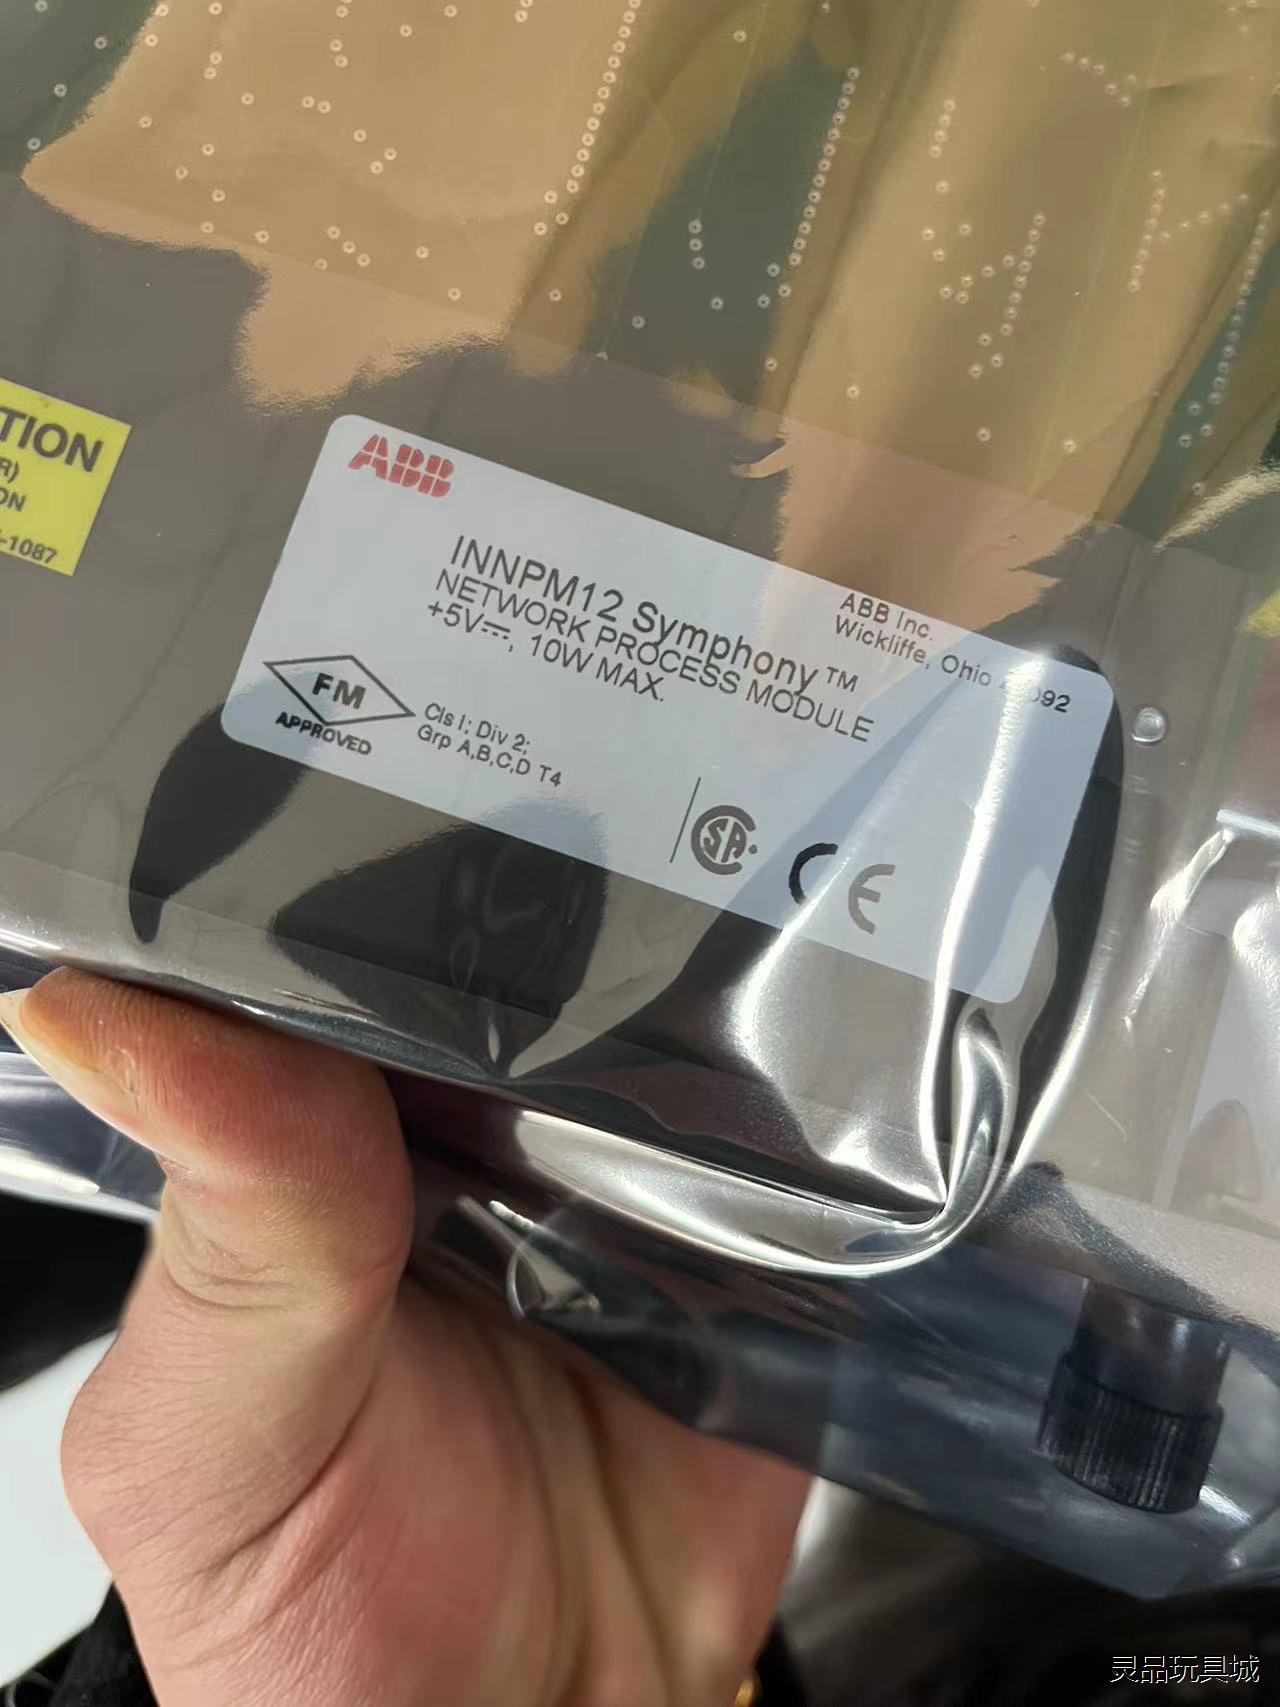 TION
R)
ON
-1087
ABB
INNPM12 Symphony™
NETWORK PROCESS MODULE
+5V⎓, 10W MAX.
ABB Inc.
Wickliffe, Ohio
FM
APPROVED
Cls I; Div 2;
Grp A,B,C,D T4
CSA
CE
灵品玩具城